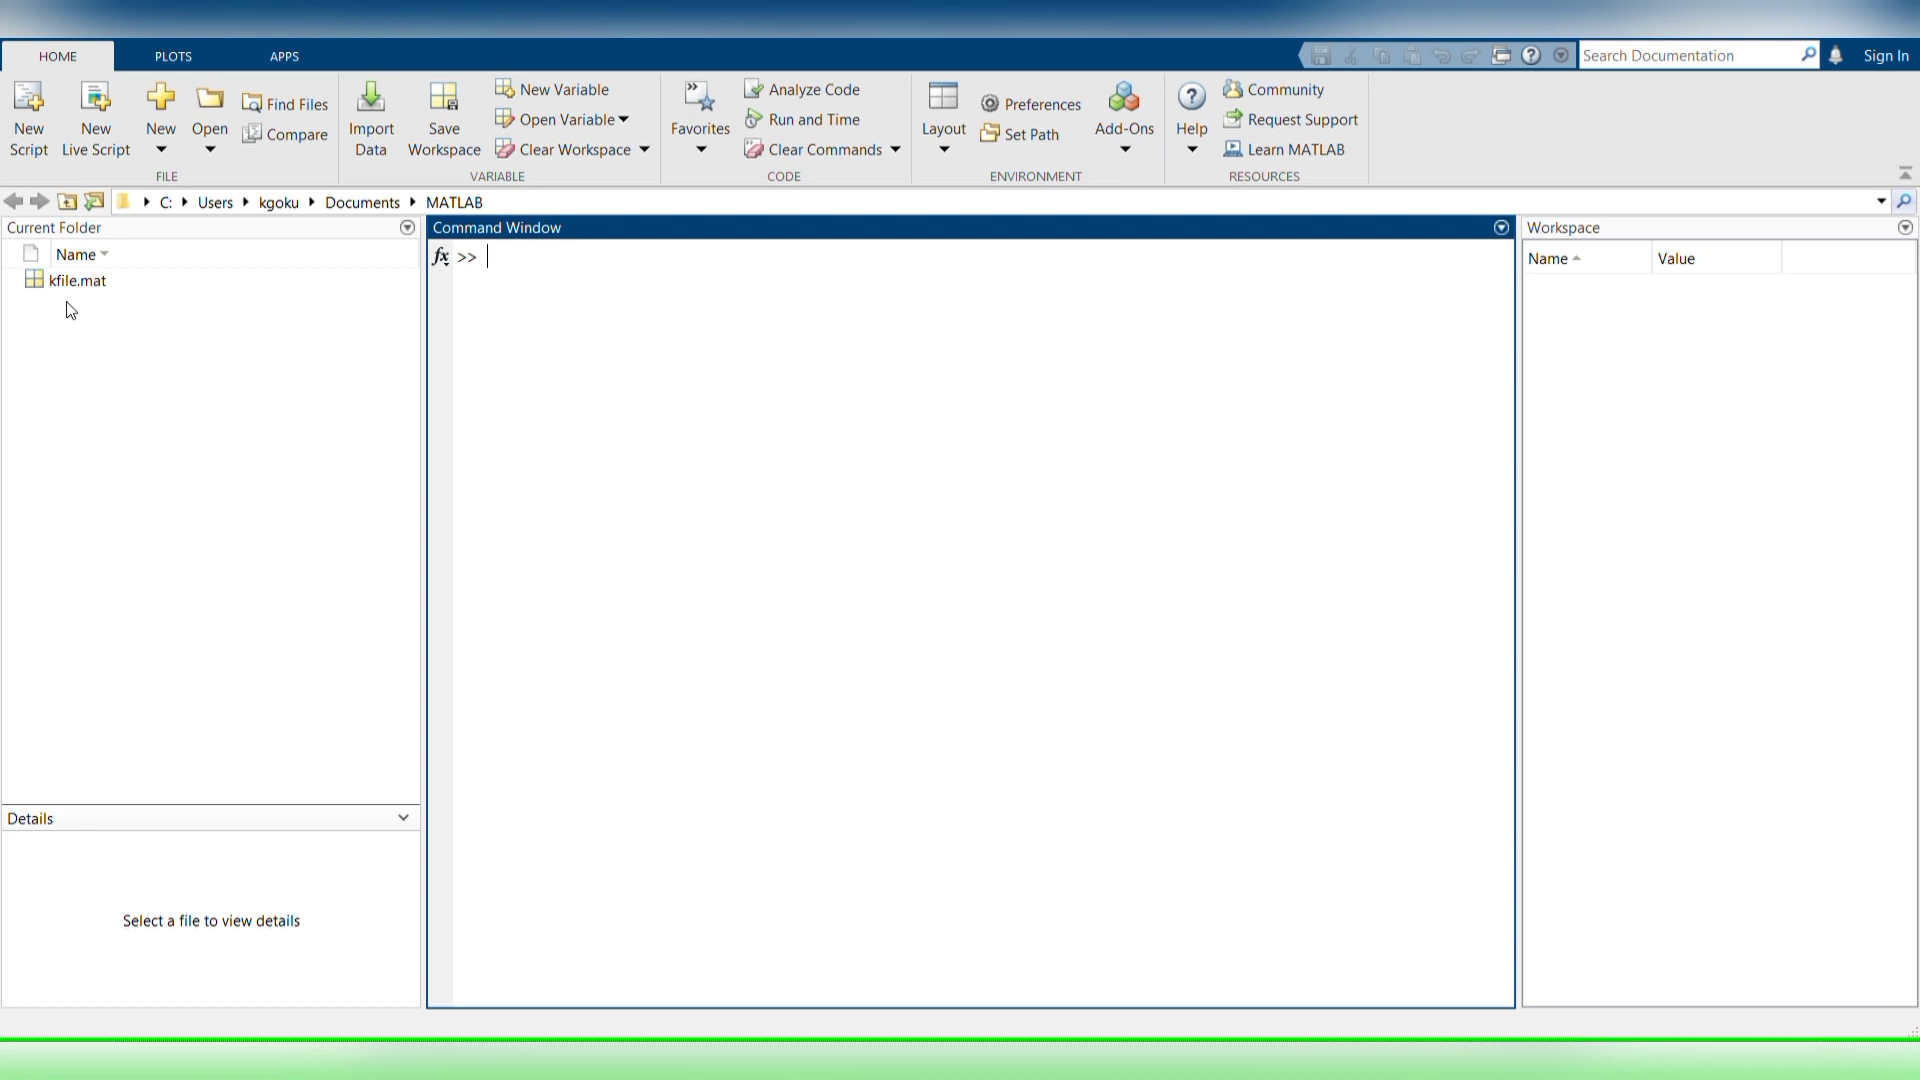 HOME PLOTS APPS Search Documentation Sign In
New Script
New Live Script
New
Open
Find Files
Compare
FILE
Import Data
Save Workspace
New Variable
Open Variable
Clear Workspace
VARIABLE
Favorites
Analyze Code
Run and Time
Clear Commands
CODE
Layout
Preferences
Set Path
Add-Ons
ENVIRONMENT
Help
Community
Request Support
Learn MATLAB
RESOURCES
C: Users kgoku Documents MATLAB
Current Folder
Name
kfile.mat
Details
Select a file to view details
Command Window
fx >>
Workspace
Name Value